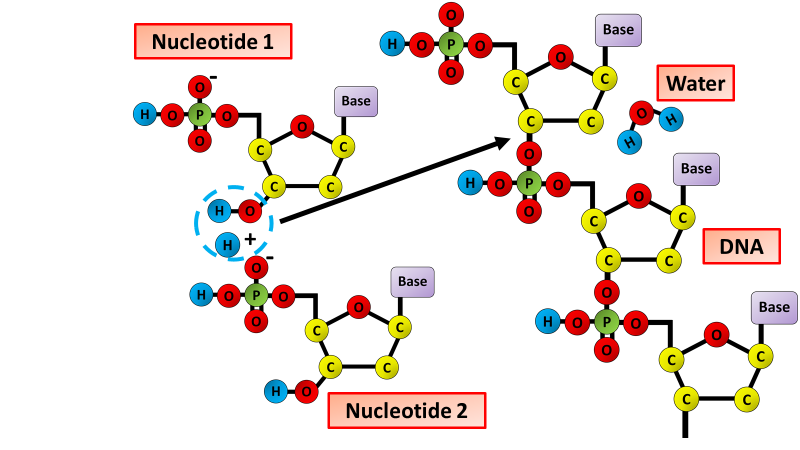 Nucleotide 1
O -
H O P O
O
Base
O
C C
C C
H O
H +
O -
H O P O
O
Base
O
C C
C C
H O
Nucleotide 2
O
H O P O
O
Base
O
C C
C C
Water
O H
H
O
H O P O
O
Base
O
C C
C C
DNA
O
H O P O
O
Base
O
C C
C C